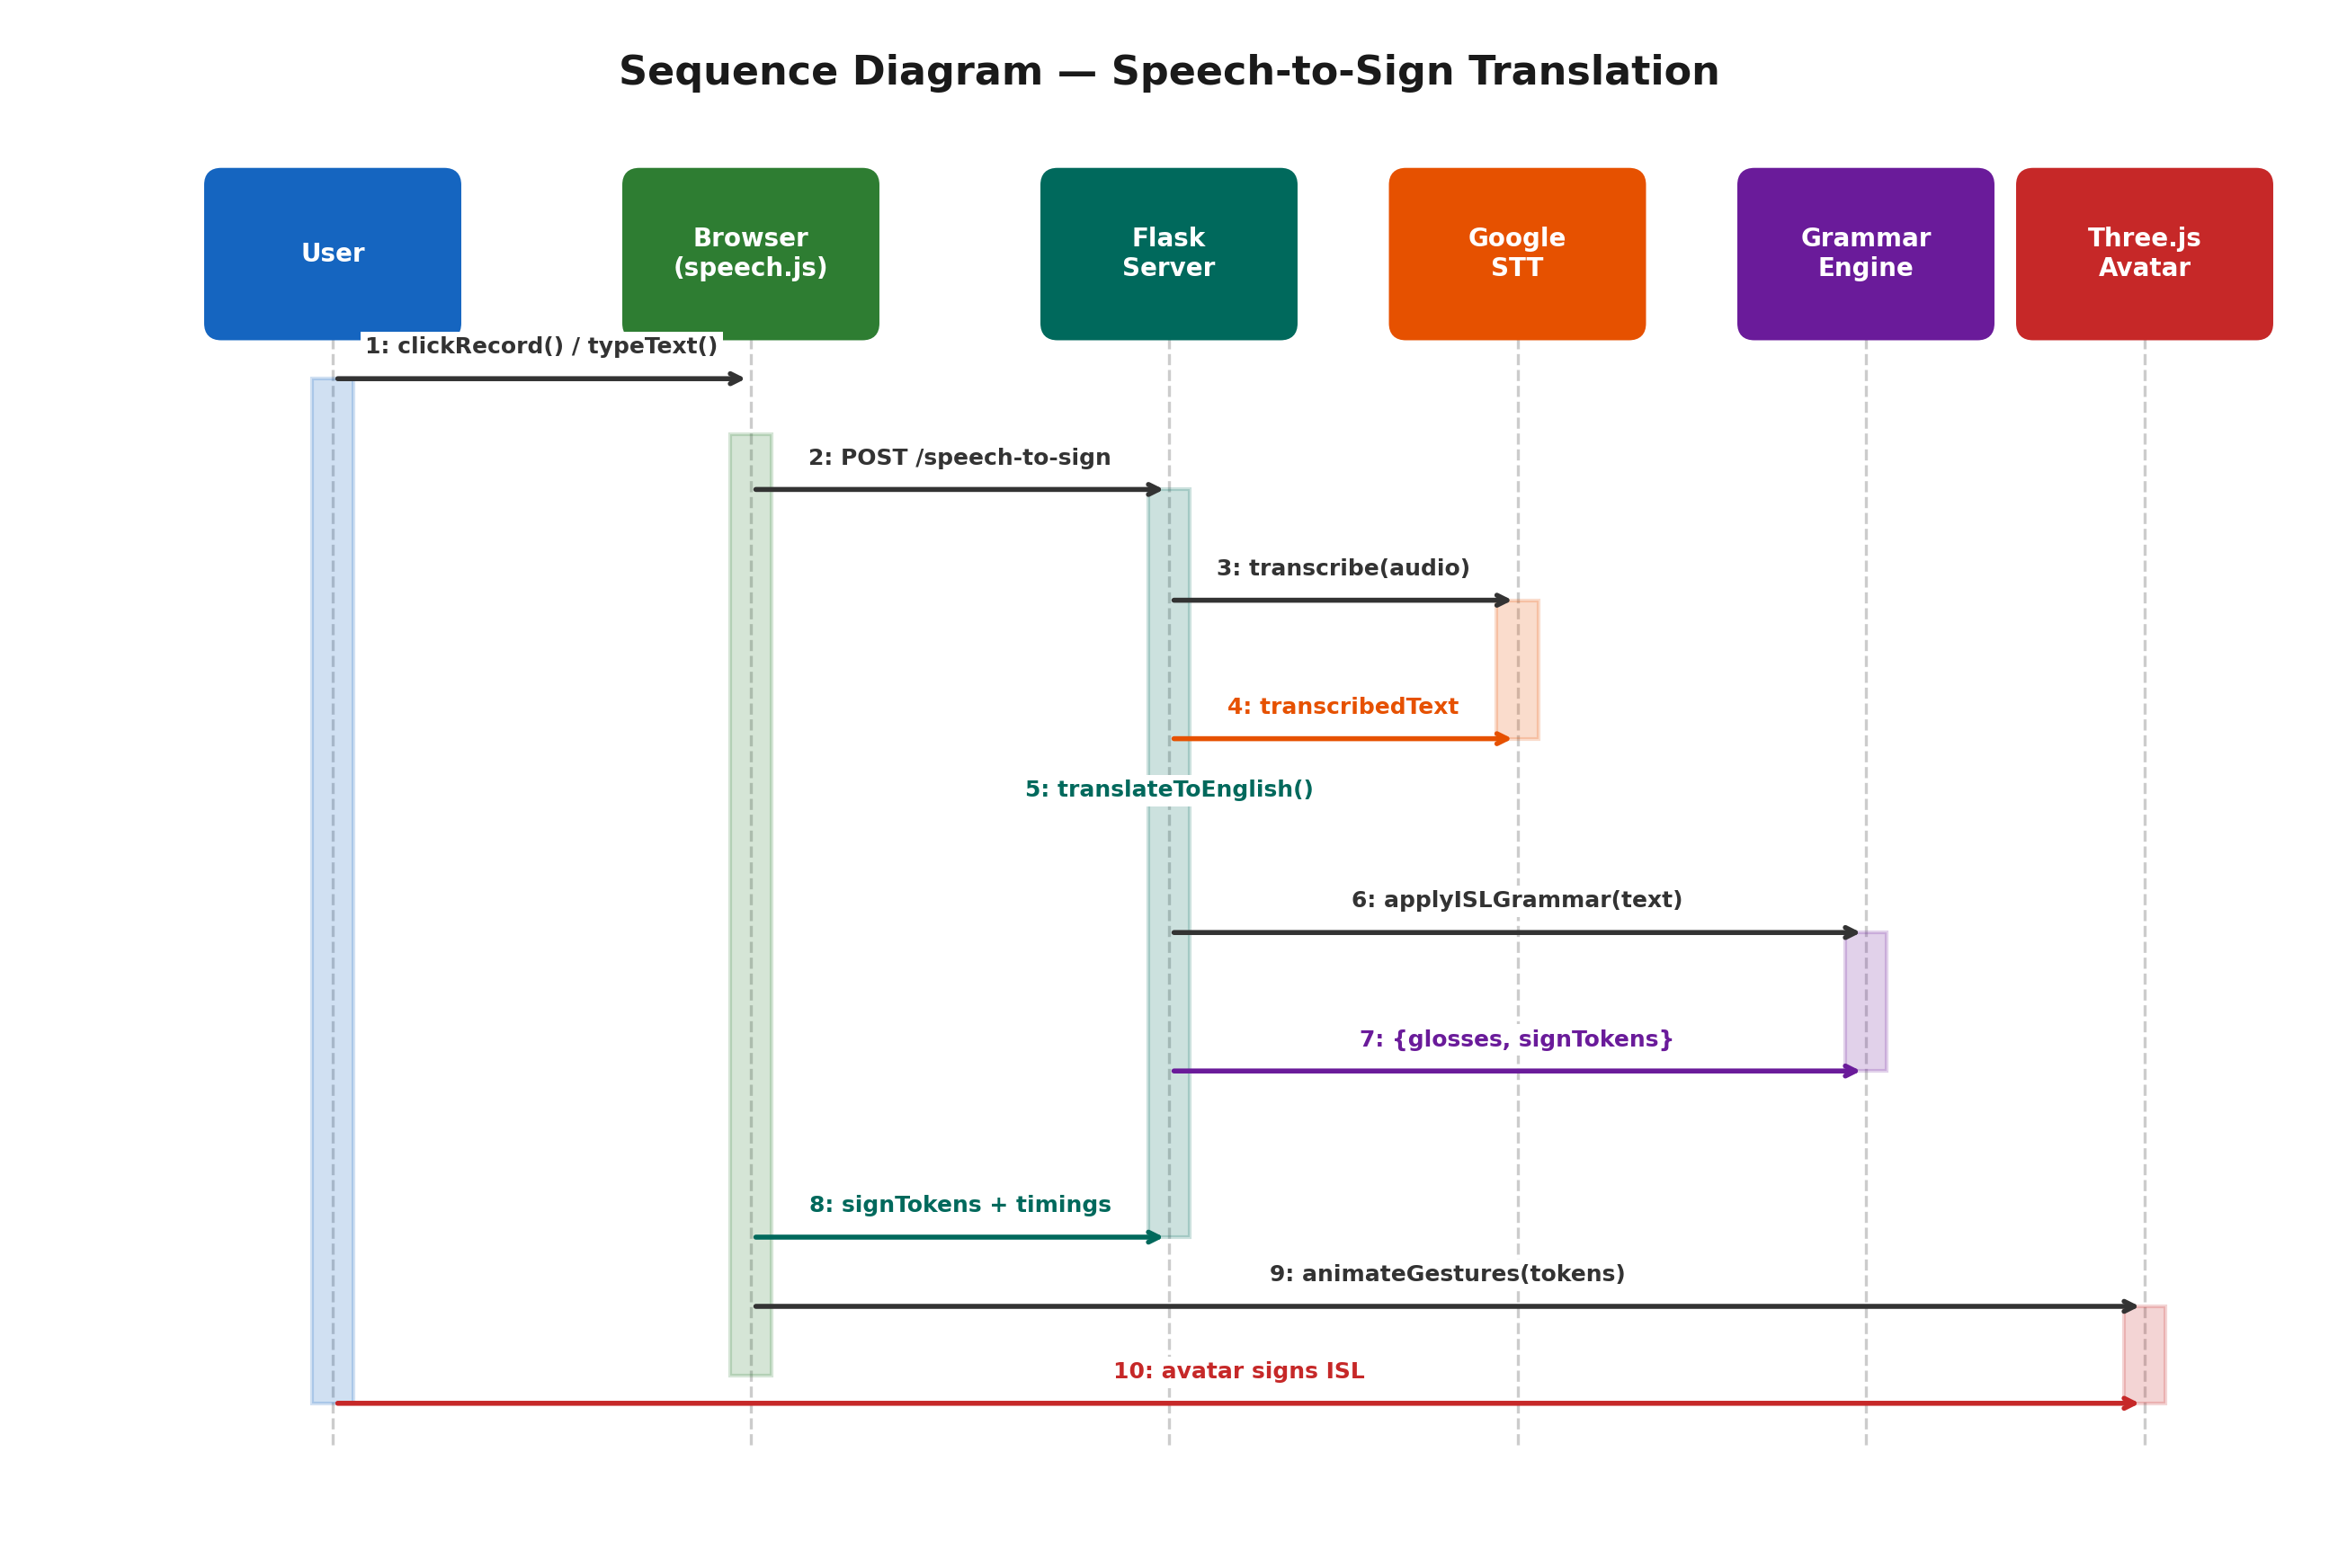 Sequence Diagram — Speech-to-Sign Translation
User
Browser
(speech.js)
Flask
Server
Google
STT
Grammar
Engine
Three.js
Avatar
1: clickRecord() / typeText()
2: POST /speech-to-sign
3: transcribe(audio)
4: transcribedText
5: translateToEnglish()
6: applyISLGrammar(text)
7: {glosses, signTokens}
8: signTokens + timings
9: animateGestures(tokens)
10: avatar signs ISL